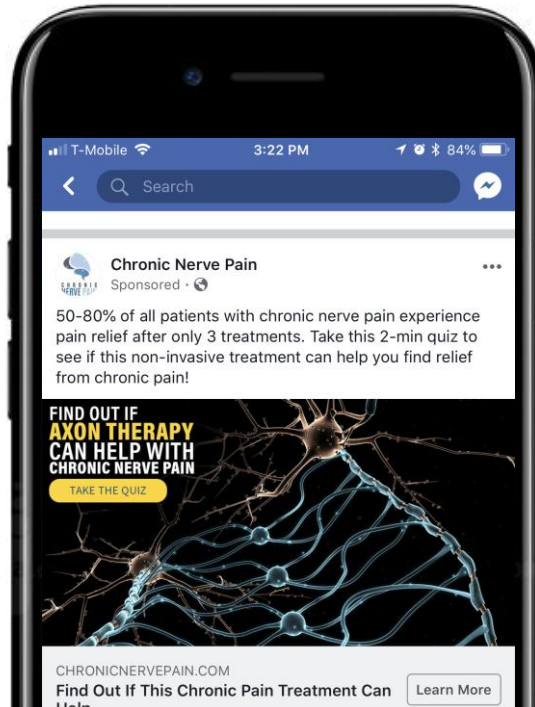 T-Mobile 3:22 PM 84%
Search
Chronic Nerve Pain
Sponsored ·
CHRONIC
NERVE PAIN
50-80% of all patients with chronic nerve pain experience
pain relief after only 3 treatments. Take this 2-min quiz to
see if this non-invasive treatment can help you find relief
from chronic pain!
FIND OUT IF
AXON THERAPY
CAN HELP WITH
CHRONIC NERVE PAIN
TAKE THE QUIZ
CHRONICNERVEPAIN.COM
Find Out If This Chronic Pain Treatment Can
Help
Learn More